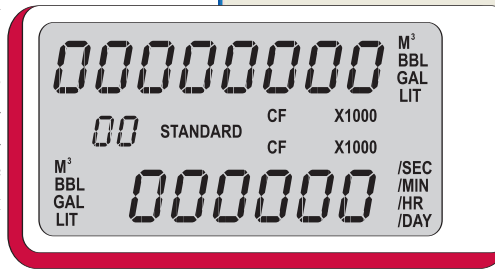 00000000 M³
BBL
GAL
LIT
00 STANDARD CF X1000
CF X1000
M³
BBL
GAL
LIT
000000 /SEC
/MIN
/HR
/DAY